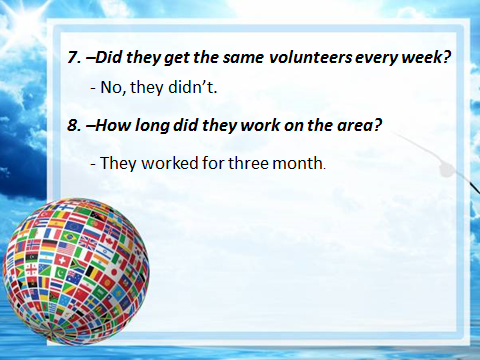 7. –Did they get the same volunteers every week?
- No, they didn't.
8. –How long did they work on the area?
- They worked for three month.